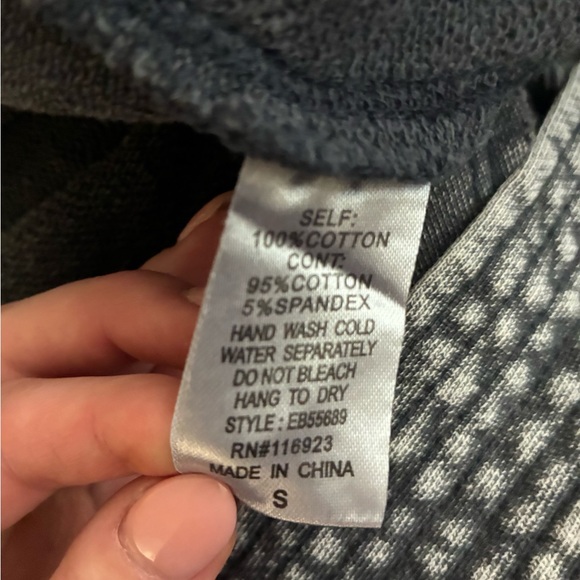 SELF:
100%COTTON
CONT:
95%COTTON
5%SPANDEX
HAND WASH COLD
WATER SEPARATELY
DO NOT BLEACH
HANG TO DRY
STYLE: EB55689
RN#116923
MADE IN CHINA
S